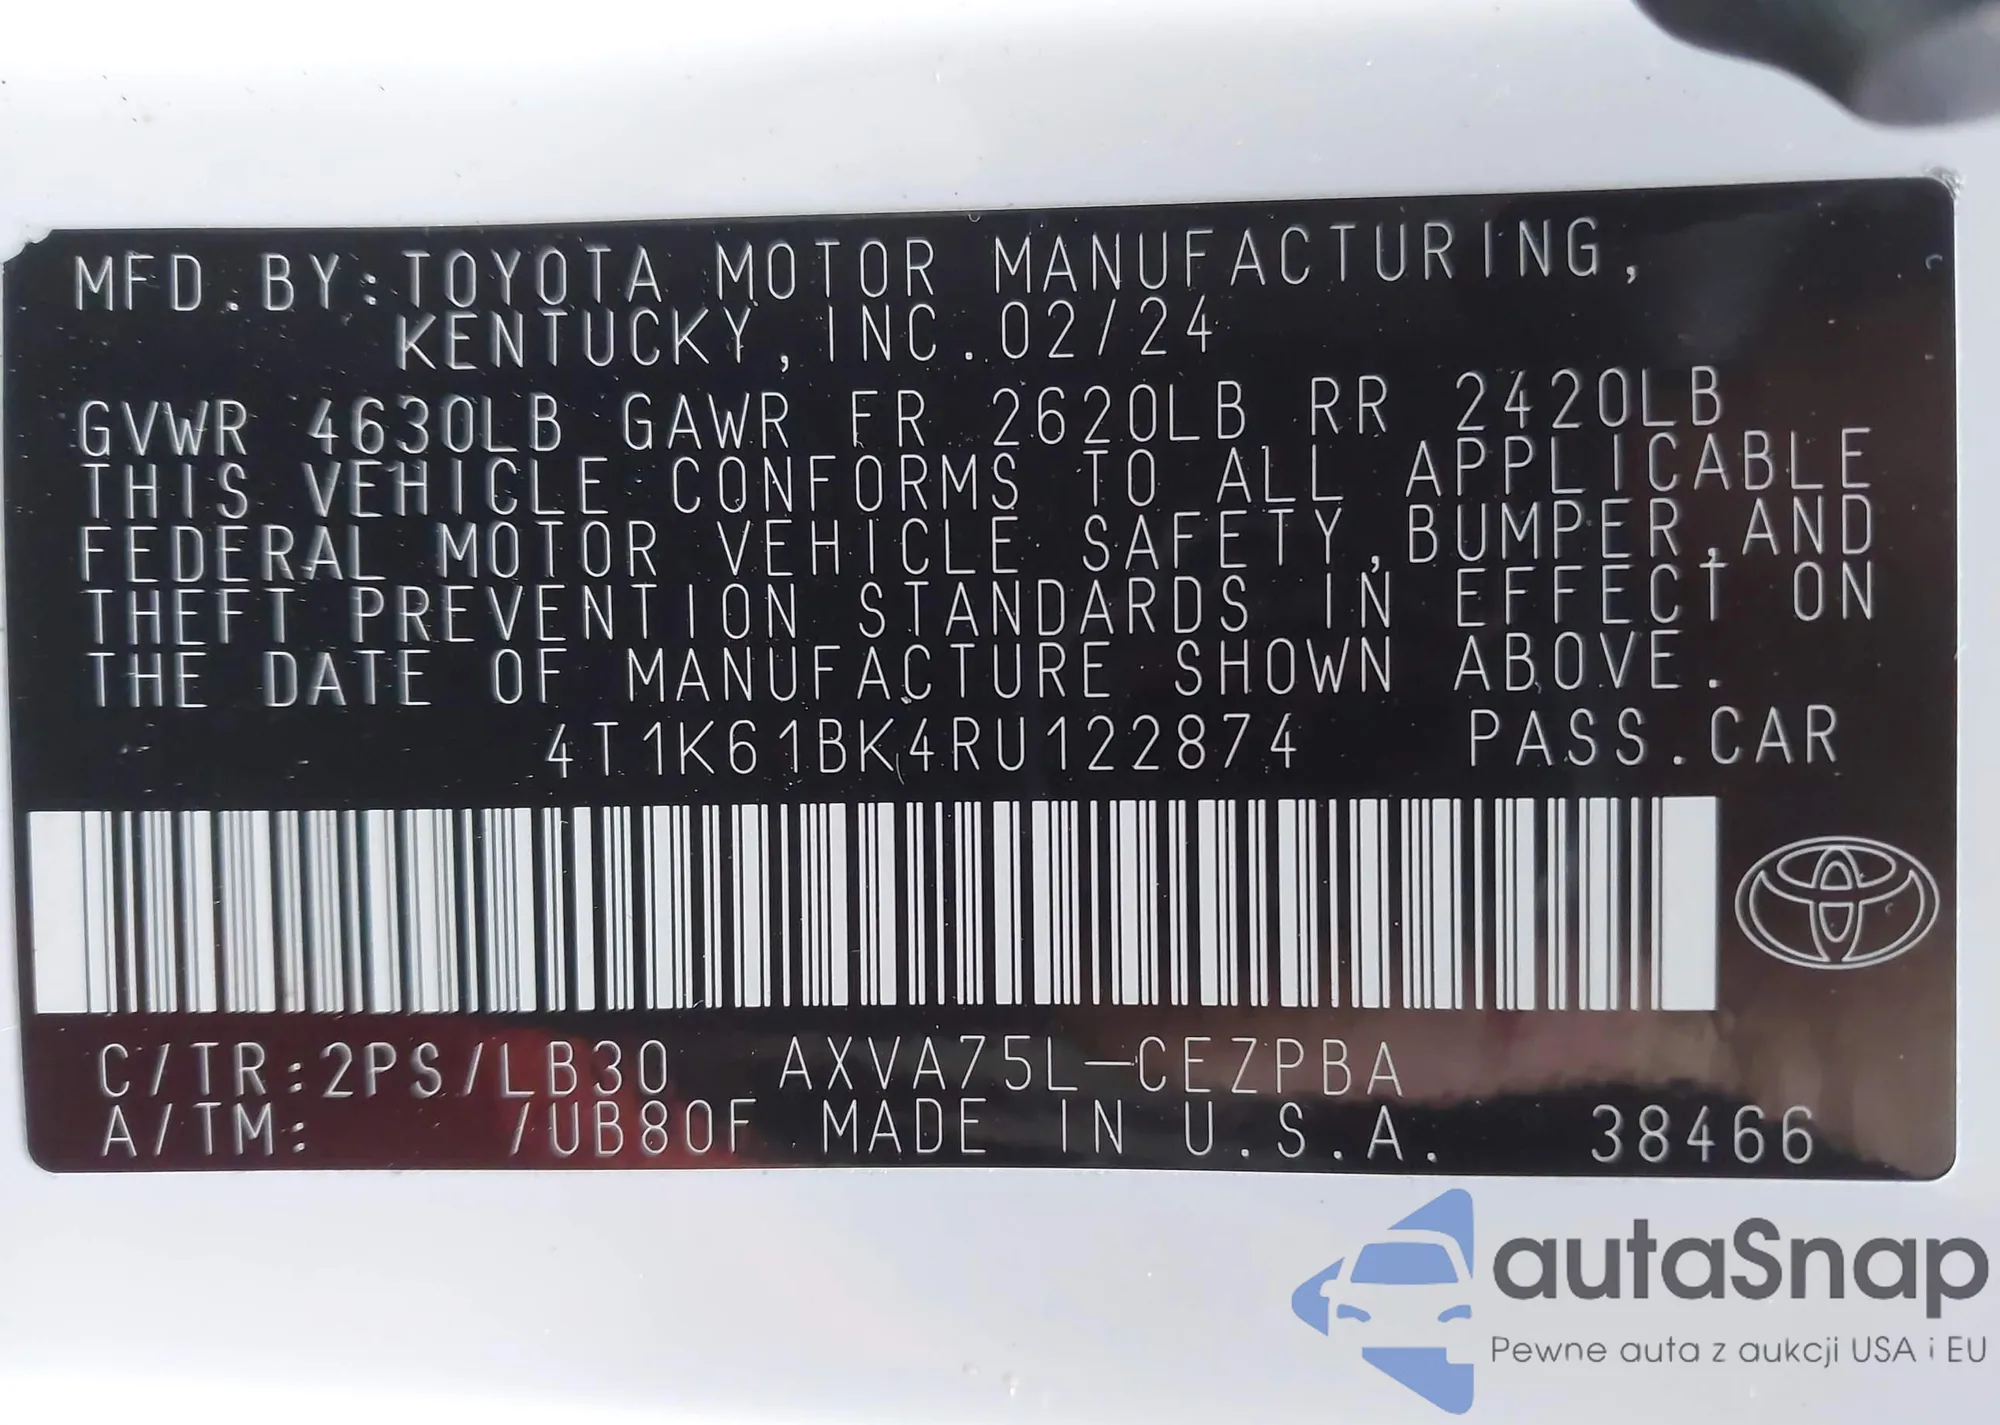 MFD.BY:TOYOTA MOTOR MANUFACTURING,
KENTUCKY,INC.02/24
GVWR 4630LB GAWR FR 2620LB RR 2420LB
THIS VEHICLE CONFORMS TO ALL APPLICABLE
FEDERAL MOTOR VEHICLE SAFETY,BUMPER,AND
THEFT PREVENTION STANDARDS IN EFFECT ON
THE DATE OF MANUFACTURE SHOWN ABOVE.
4T1K61BK4RU122874 PASS.CAR
C/TR:2PS/LB30 AXVA75L-CEZPBA
A/TM: /UB80F MADE IN U.S.A. 38466
autaSnap
Pewne auta z aukcji USA i EU